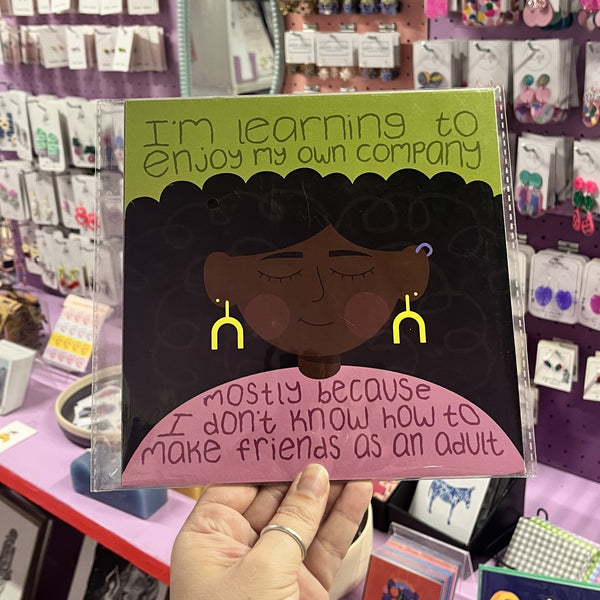 I'm learning to
enjoy my own company
mostly because
I don't know how to
make friends as an adult